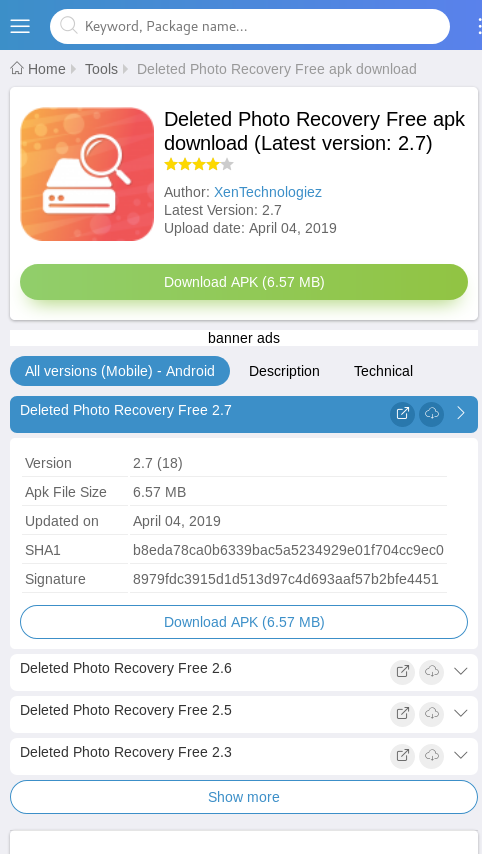 Keyword, Package name...
Home Tools Deleted Photo Recovery Free apk download
Deleted Photo Recovery Free apk
download (Latest version: 2.7)
Author: XenTechnologiez
Latest Version: 2.7
Upload date: April 04, 2019
Download APK (6.57 MB)
banner ads
All versions (Mobile) - Android Description Technical
Deleted Photo Recovery Free 2.7
Version 2.7 (18)
Apk File Size 6.57 MB
Updated on April 04, 2019
SHA1 b8eda78ca0b6339bac5a5234929e01f704cc9ec0
Signature 8979fdc3915d1d513d97c4d693aaf57b2bfe4451
Download APK (6.57 MB)
Deleted Photo Recovery Free 2.6
Deleted Photo Recovery Free 2.5
Deleted Photo Recovery Free 2.3
Show more